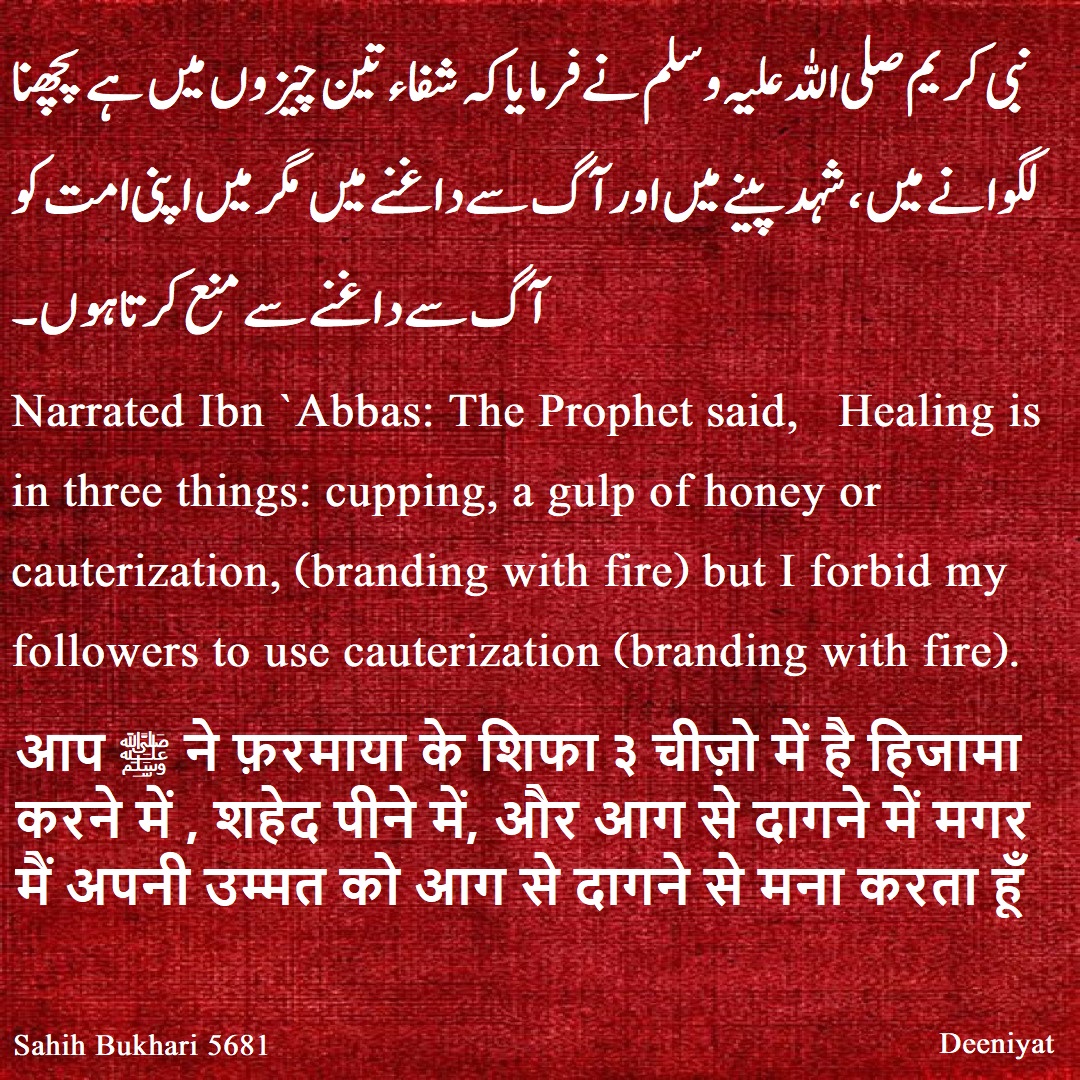 نبی کریم صلی اللہ علیہ وسلم نے فرمایا کہ شفاء تین چیزوں میں ہے پچھنا
لگوانے میں، شہد پینے میں اور آگ سے داغنے میں مگر میں اپنی امت کو
آگ سے داغنے سے منع کرتا ہوں۔
Narrated Ibn `Abbas: The Prophet said,   Healing is
in three things: cupping, a gulp of honey or
cauterization, (branding with fire) but I forbid my
followers to use cauterization (branding with fire).
आप ﷺ ने फ़रमाया के शिफा ३ चीज़ो में है हिजामा
करने में , शहेद पीने में, और आग से दागने में मगर
मैं अपनी उम्मत को आग से दागने से मना करता हूँ
Sahih Bukhari 5681
Deeniyat